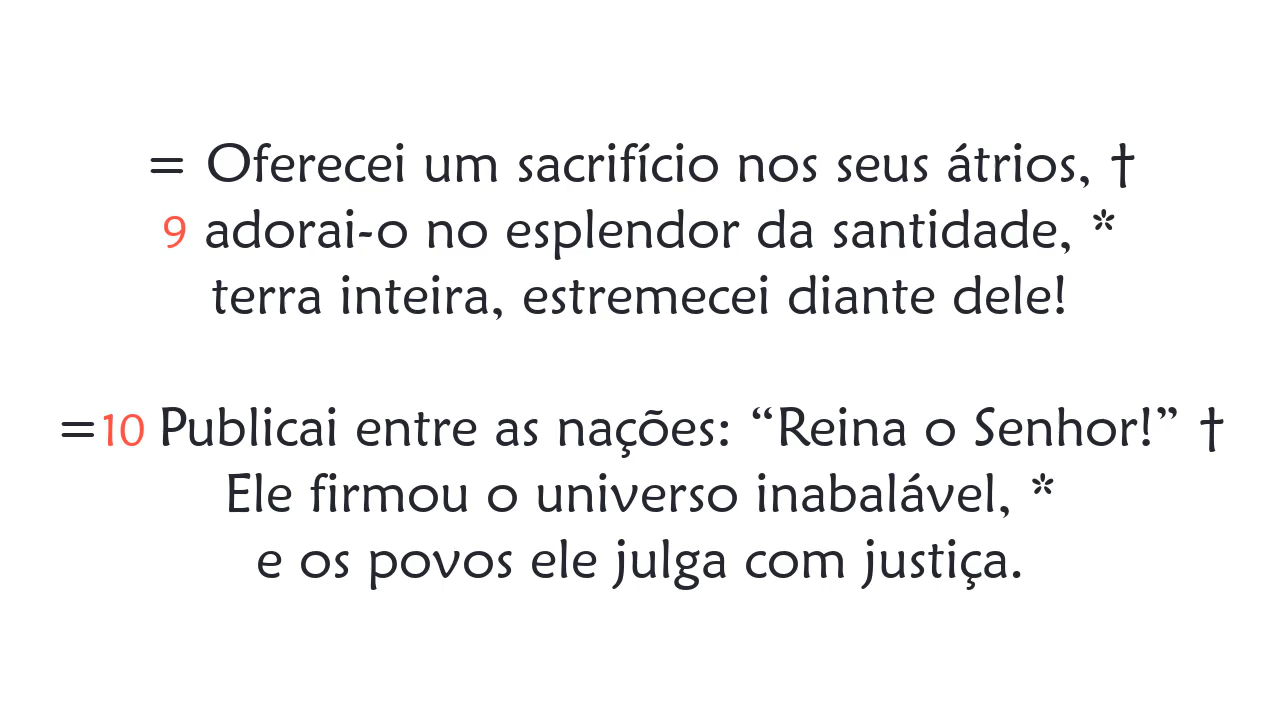 = Oferecei um sacrifício nos seus átrios, †
9 adorai-o no esplendor da santidade, *
terra inteira, estremecei diante dele!
=10 Publicai entre as nações: “Reina o Senhor!” †
Ele firmou o universo inabalável, *
e os povos ele julga com justiça.